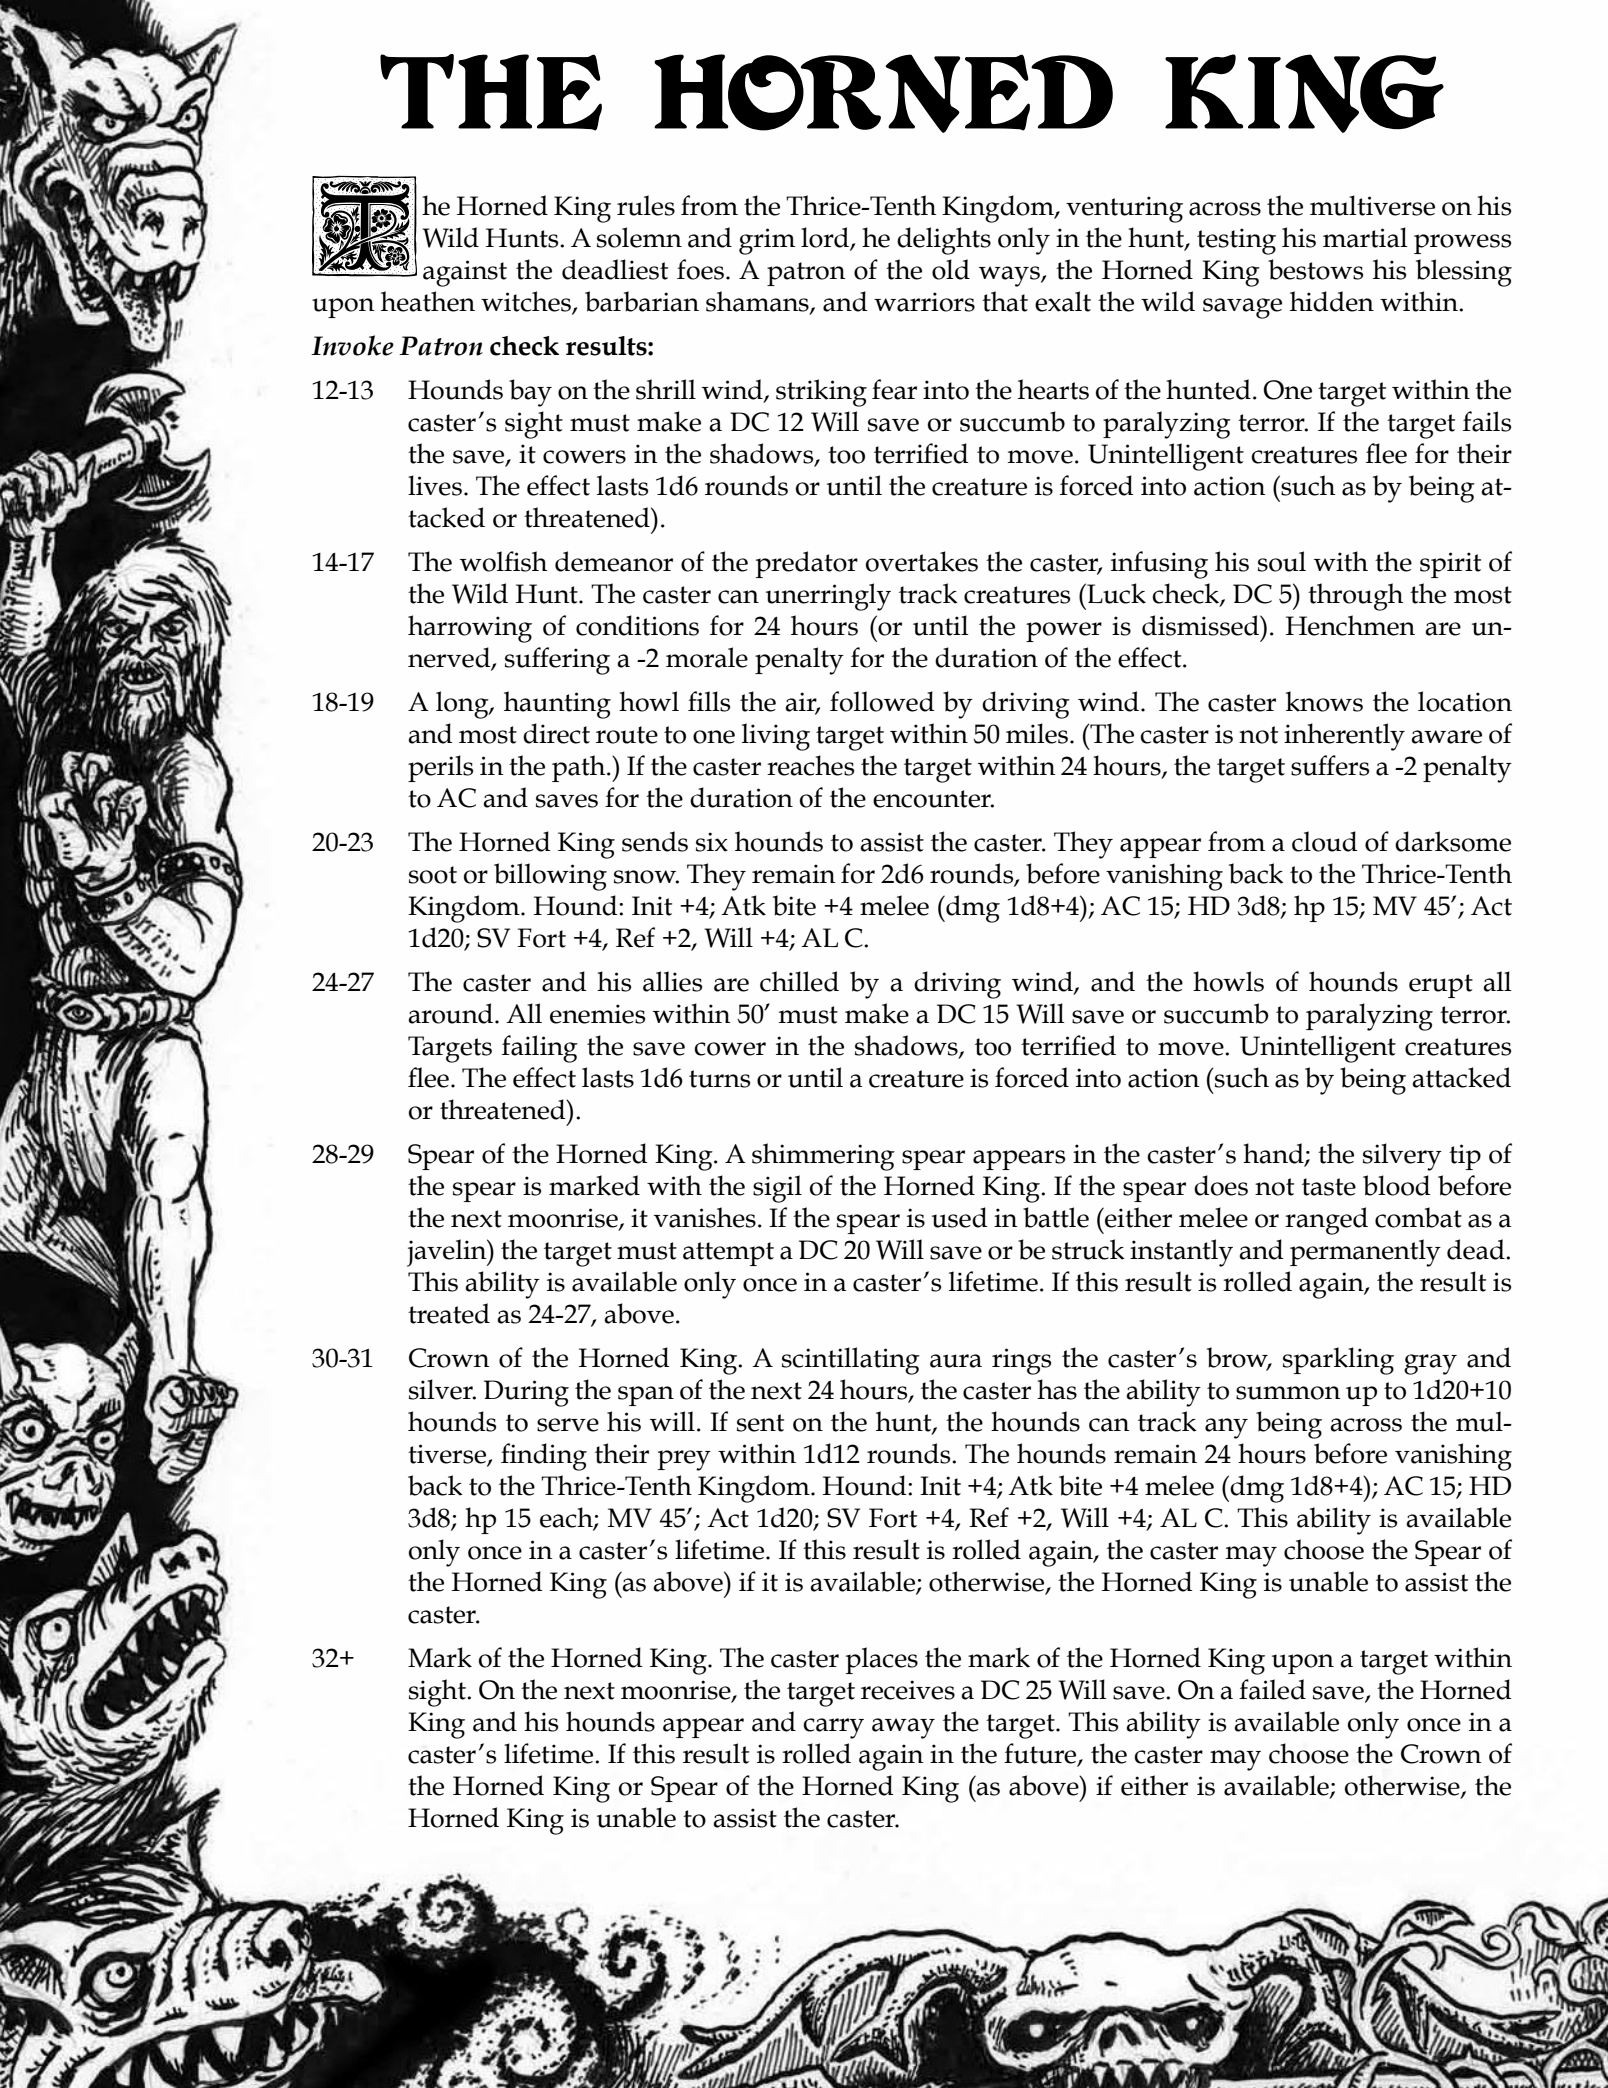 THE HORNED KING
The Horned King rules from the Thrice-Tenth Kingdom, venturing across the multiverse on his
Wild Hunts. A solemn and grim lord, he delights only in the hunt, testing his martial prowess
against the deadliest foes. A patron of the old ways, the Horned King bestows his blessing
upon heathen witches, barbarian shamans, and warriors that exalt the wild savage hidden within.
Invoke Patron check results:
12-13 Hounds bay on the shrill wind, striking fear into the hearts of the hunted. One target within the
caster's sight must make a DC 12 Will save or succumb to paralyzing terror. If the target fails
the save, it cowers in the shadows, too terrified to move. Unintelligent creatures flee for their
lives. The effect lasts 1d6 rounds or until the creature is forced into action (such as by being at-
tacked or threatened).
14-17 The wolfish demeanor of the predator overtakes the caster, infusing his soul with the spirit of
the Wild Hunt. The caster can unerringly track creatures (Luck check, DC 5) through the most
harrowing of conditions for 24 hours (or until the power is dismissed). Henchmen are un-
nerved, suffering a -2 morale penalty for the duration of the effect.
18-19 A long, haunting howl fills the air, followed by driving wind. The caster knows the location
and most direct route to one living target within 50 miles. (The caster is not inherently aware of
perils in the path.) If the caster reaches the target within 24 hours, the target suffers a -2 penalty
to AC and saves for the duration of the encounter.
20-23 The Horned King sends six hounds to assist the caster. They appear from a cloud of darksome
soot or billowing snow. They remain for 2d6 rounds, before vanishing back to the Thrice-Tenth
Kingdom. Hound: Init +4; Atk bite +4 melee (dmg 1d8+4); AC 15; HD 3d8; hp 15; MV 45'; Act
1d20; SV Fort +4, Ref +2, Will +4; AL C.
24-27 The caster and his allies are chilled by a driving wind, and the howls of hounds erupt all
around. All enemies within 50' must make a DC 15 Will save or succumb to paralyzing terror.
Targets failing the save cower in the shadows, too terrified to move. Unintelligent creatures
flee. The effect lasts 1d6 turns or until a creature is forced into action (such as by being attacked
or threatened).
28-29 Spear of the Horned King. A shimmering spear appears in the caster's hand; the silvery tip of
the spear is marked with the sigil of the Horned King. If the spear does not taste blood before
the next moonrise, it vanishes. If the spear is used in battle (either melee or ranged combat as a
javelin) the target must attempt a DC 20 Will save or be struck instantly and permanently dead.
This ability is available only once in a caster's lifetime. If this result is rolled again, the result is
treated as 24-27, above.
30-31 Crown of the Horned King. A scintillating aura rings the caster's brow, sparkling gray and
silver. During the span of the next 24 hours, the caster has the ability to summon up to 1d20+10
hounds to serve his will. If sent on the hunt, the hounds can track any being across the mul-
tiverse, finding their prey within 1d12 rounds. The hounds remain 24 hours before vanishing
back to the Thrice-Tenth Kingdom. Hound: Init +4; Atk bite +4 melee (dmg 1d8+4); AC 15; HD
3d8; hp 15 each; MV 45'; Act 1d20; SV Fort +4, Ref +2, Will +4; AL C. This ability is available
only once in a caster's lifetime. If this result is rolled again, the caster may choose the Spear of
the Horned King (as above) if it is available; otherwise, the Horned King is unable to assist the
caster.
32+ Mark of the Horned King. The caster places the mark of the Horned King upon a target within
sight. On the next moonrise, the target receives a DC 25 Will save. On a failed save, the Horned
King and his hounds appear and carry away the target. This ability is available only once in a
caster's lifetime. If this result is rolled again in the future, the caster may choose the Crown of
the Horned King or Spear of the Horned King (as above) if either is available; otherwise, the
Horned King is unable to assist the caster.